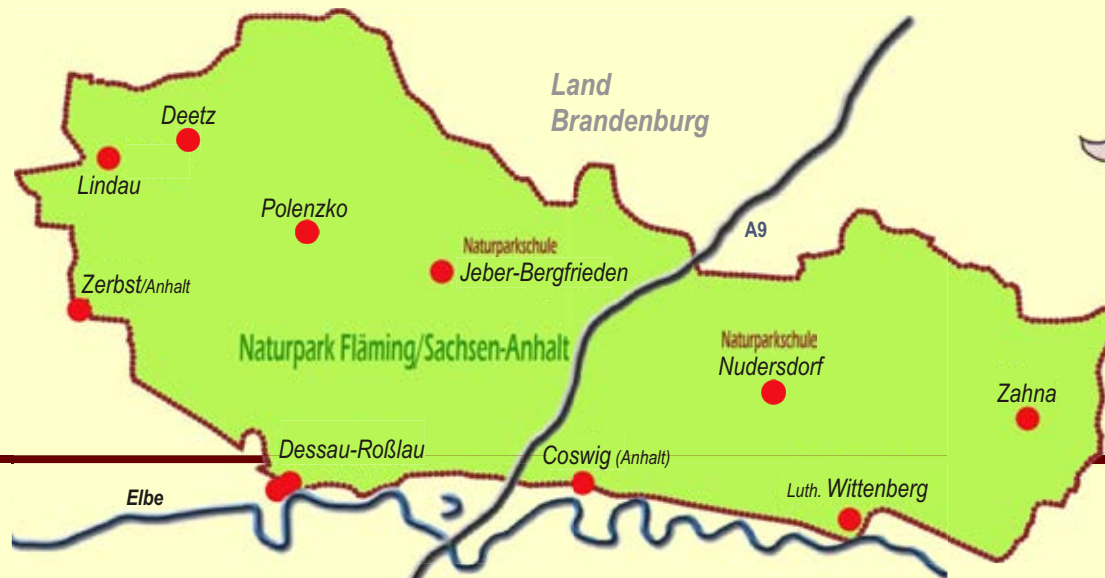 Land
Brandenburg
Deetz
Lindau
Polenzko
A9
Naturparkschule
Jeber-Bergfrieden
Zerbst/Anhalt
Naturpark Fläming/Sachsen-Anhalt
Naturparkschule
Nudersdorf
Zahna
Dessau-Roßlau
Coswig (Anhalt)
Luth. Wittenberg
Elbe